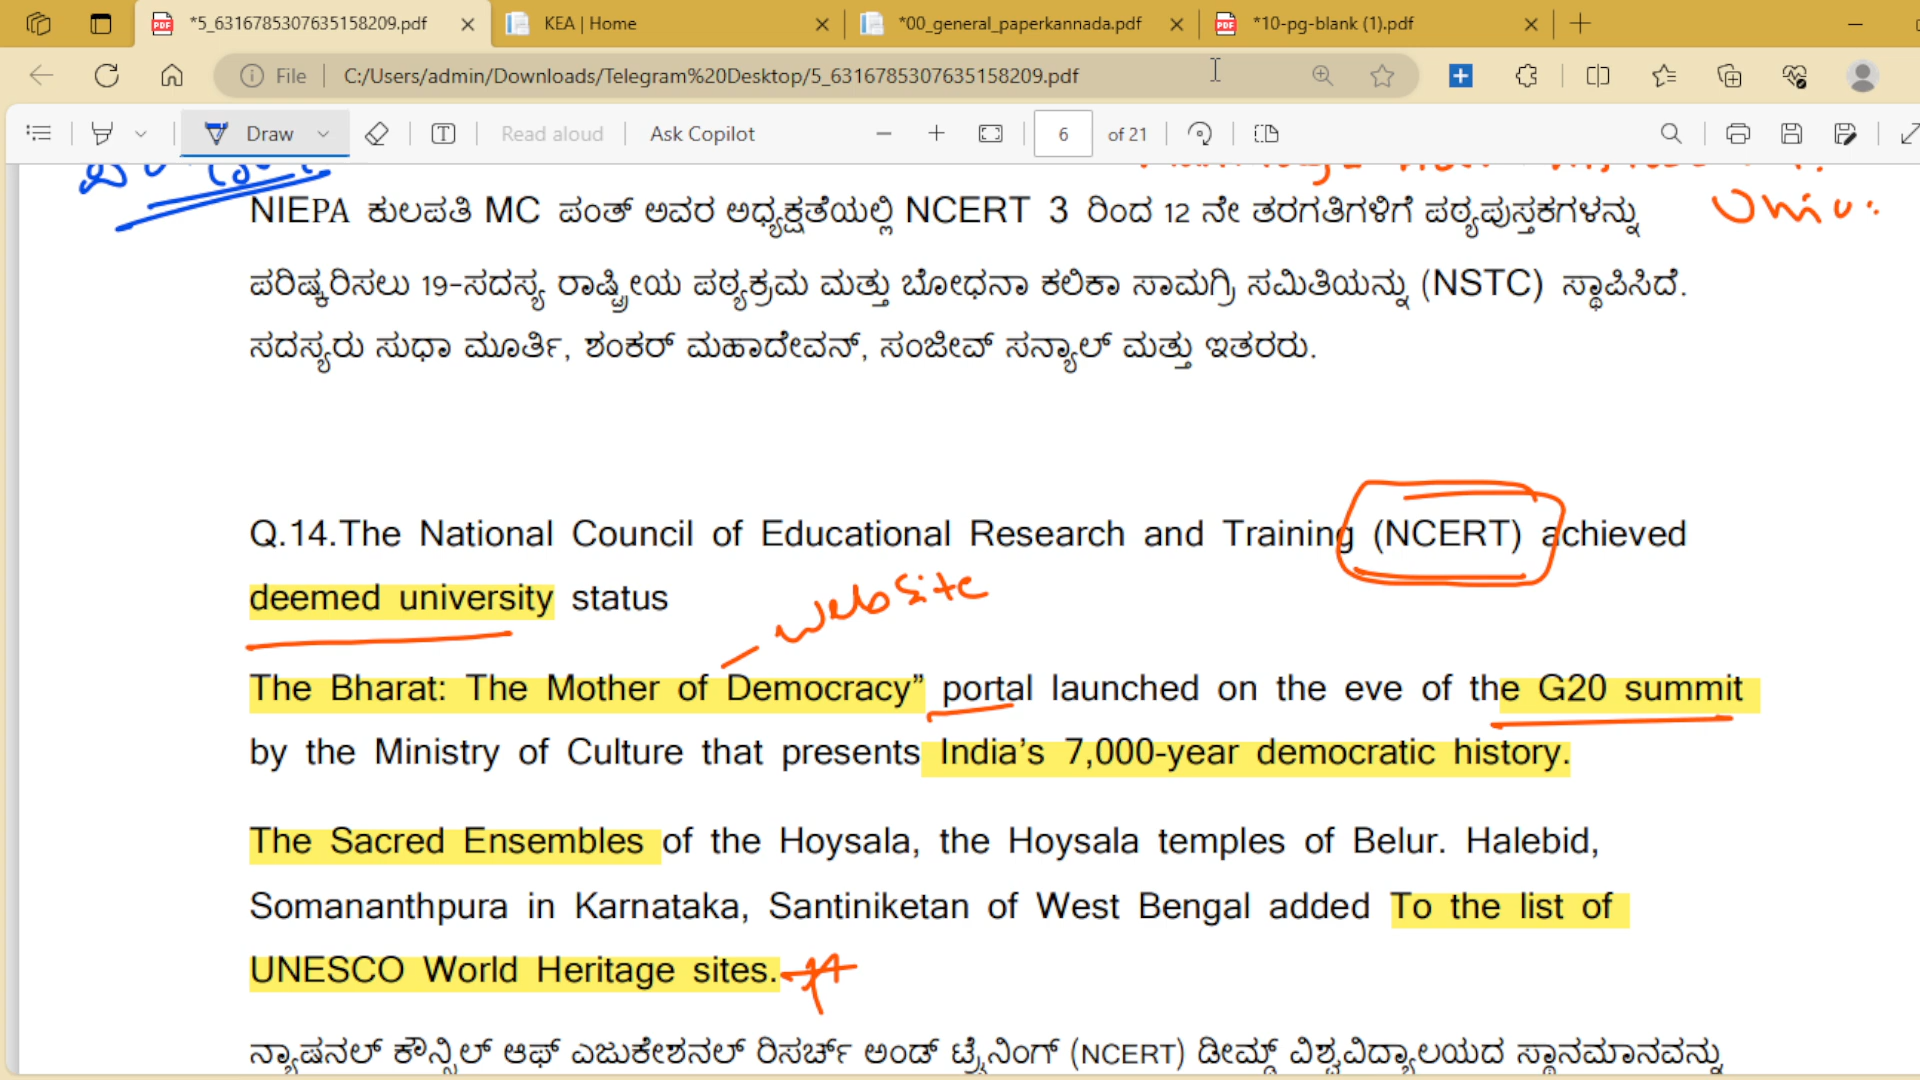 *5_6316785307635158209.pdf KEA | Home *00_general_paperkannada.pdf *10-pg-blank (1).pdf
File C:/Users/admin/Downloads/Telegram%20Desktop/5_6316785307635158209.pdf
Draw Read aloud Ask Copilot 6 of 21
Univ.
NIEPA ಕುಲಪತಿ MC ಪಂತ್ ಅವರ ಅಧ್ಯಕ್ಷತೆಯಲ್ಲಿ NCERT 3 ರಿಂದ 12 ನೇ ತರಗತಿಗಳಿಗೆ ಪಠ್ಯಪುಸ್ತಕಗಳನ್ನು
ಪರಿಷ್ಕರಿಸಲು 19-ಸದಸ್ಯ ರಾಷ್ಟ್ರೀಯ ಪಠ್ಯಕ್ರಮ ಮತ್ತು ಬೋಧನಾ ಕಲಿಕಾ ಸಾಮಗ್ರಿ ಸಮಿತಿಯನ್ನು (NSTC) ಸ್ಥಾಪಿಸಿದೆ.
ಸದಸ್ಯರು ಸುಧಾ ಮೂರ್ತಿ, ಶಂಕರ್ ಮಹಾದೇವನ್, ಸಂಜೀವ್ ಸನ್ಯಾಲ್ ಮತ್ತು ಇತರರು.
Q.14.The National Council of Educational Research and Training (NCERT) achieved
deemed university status
website
The Bharat: The Mother of Democracy” portal launched on the eve of the G20 summit
by the Ministry of Culture that presents India’s 7,000-year democratic history.
The Sacred Ensembles of the Hoysala, the Hoysala temples of Belur. Halebid,
Somananthpura in Karnataka, Santiniketan of West Bengal added To the list of
UNESCO World Heritage sites.
ನ್ಯಾಷನಲ್ ಕೌನ್ಸಿಲ್ ಆಫ್ ಎಜುಕೇಶನಲ್ ರಿಸರ್ಚ್ ಅಂಡ್ ಟ್ರೈನಿಂಗ್ (NCERT) ಡೀಮ್ಡ್ ವಿಶ್ವವಿದ್ಯಾಲಯದ ಸ್ಥಾನಮಾನವನ್ನು